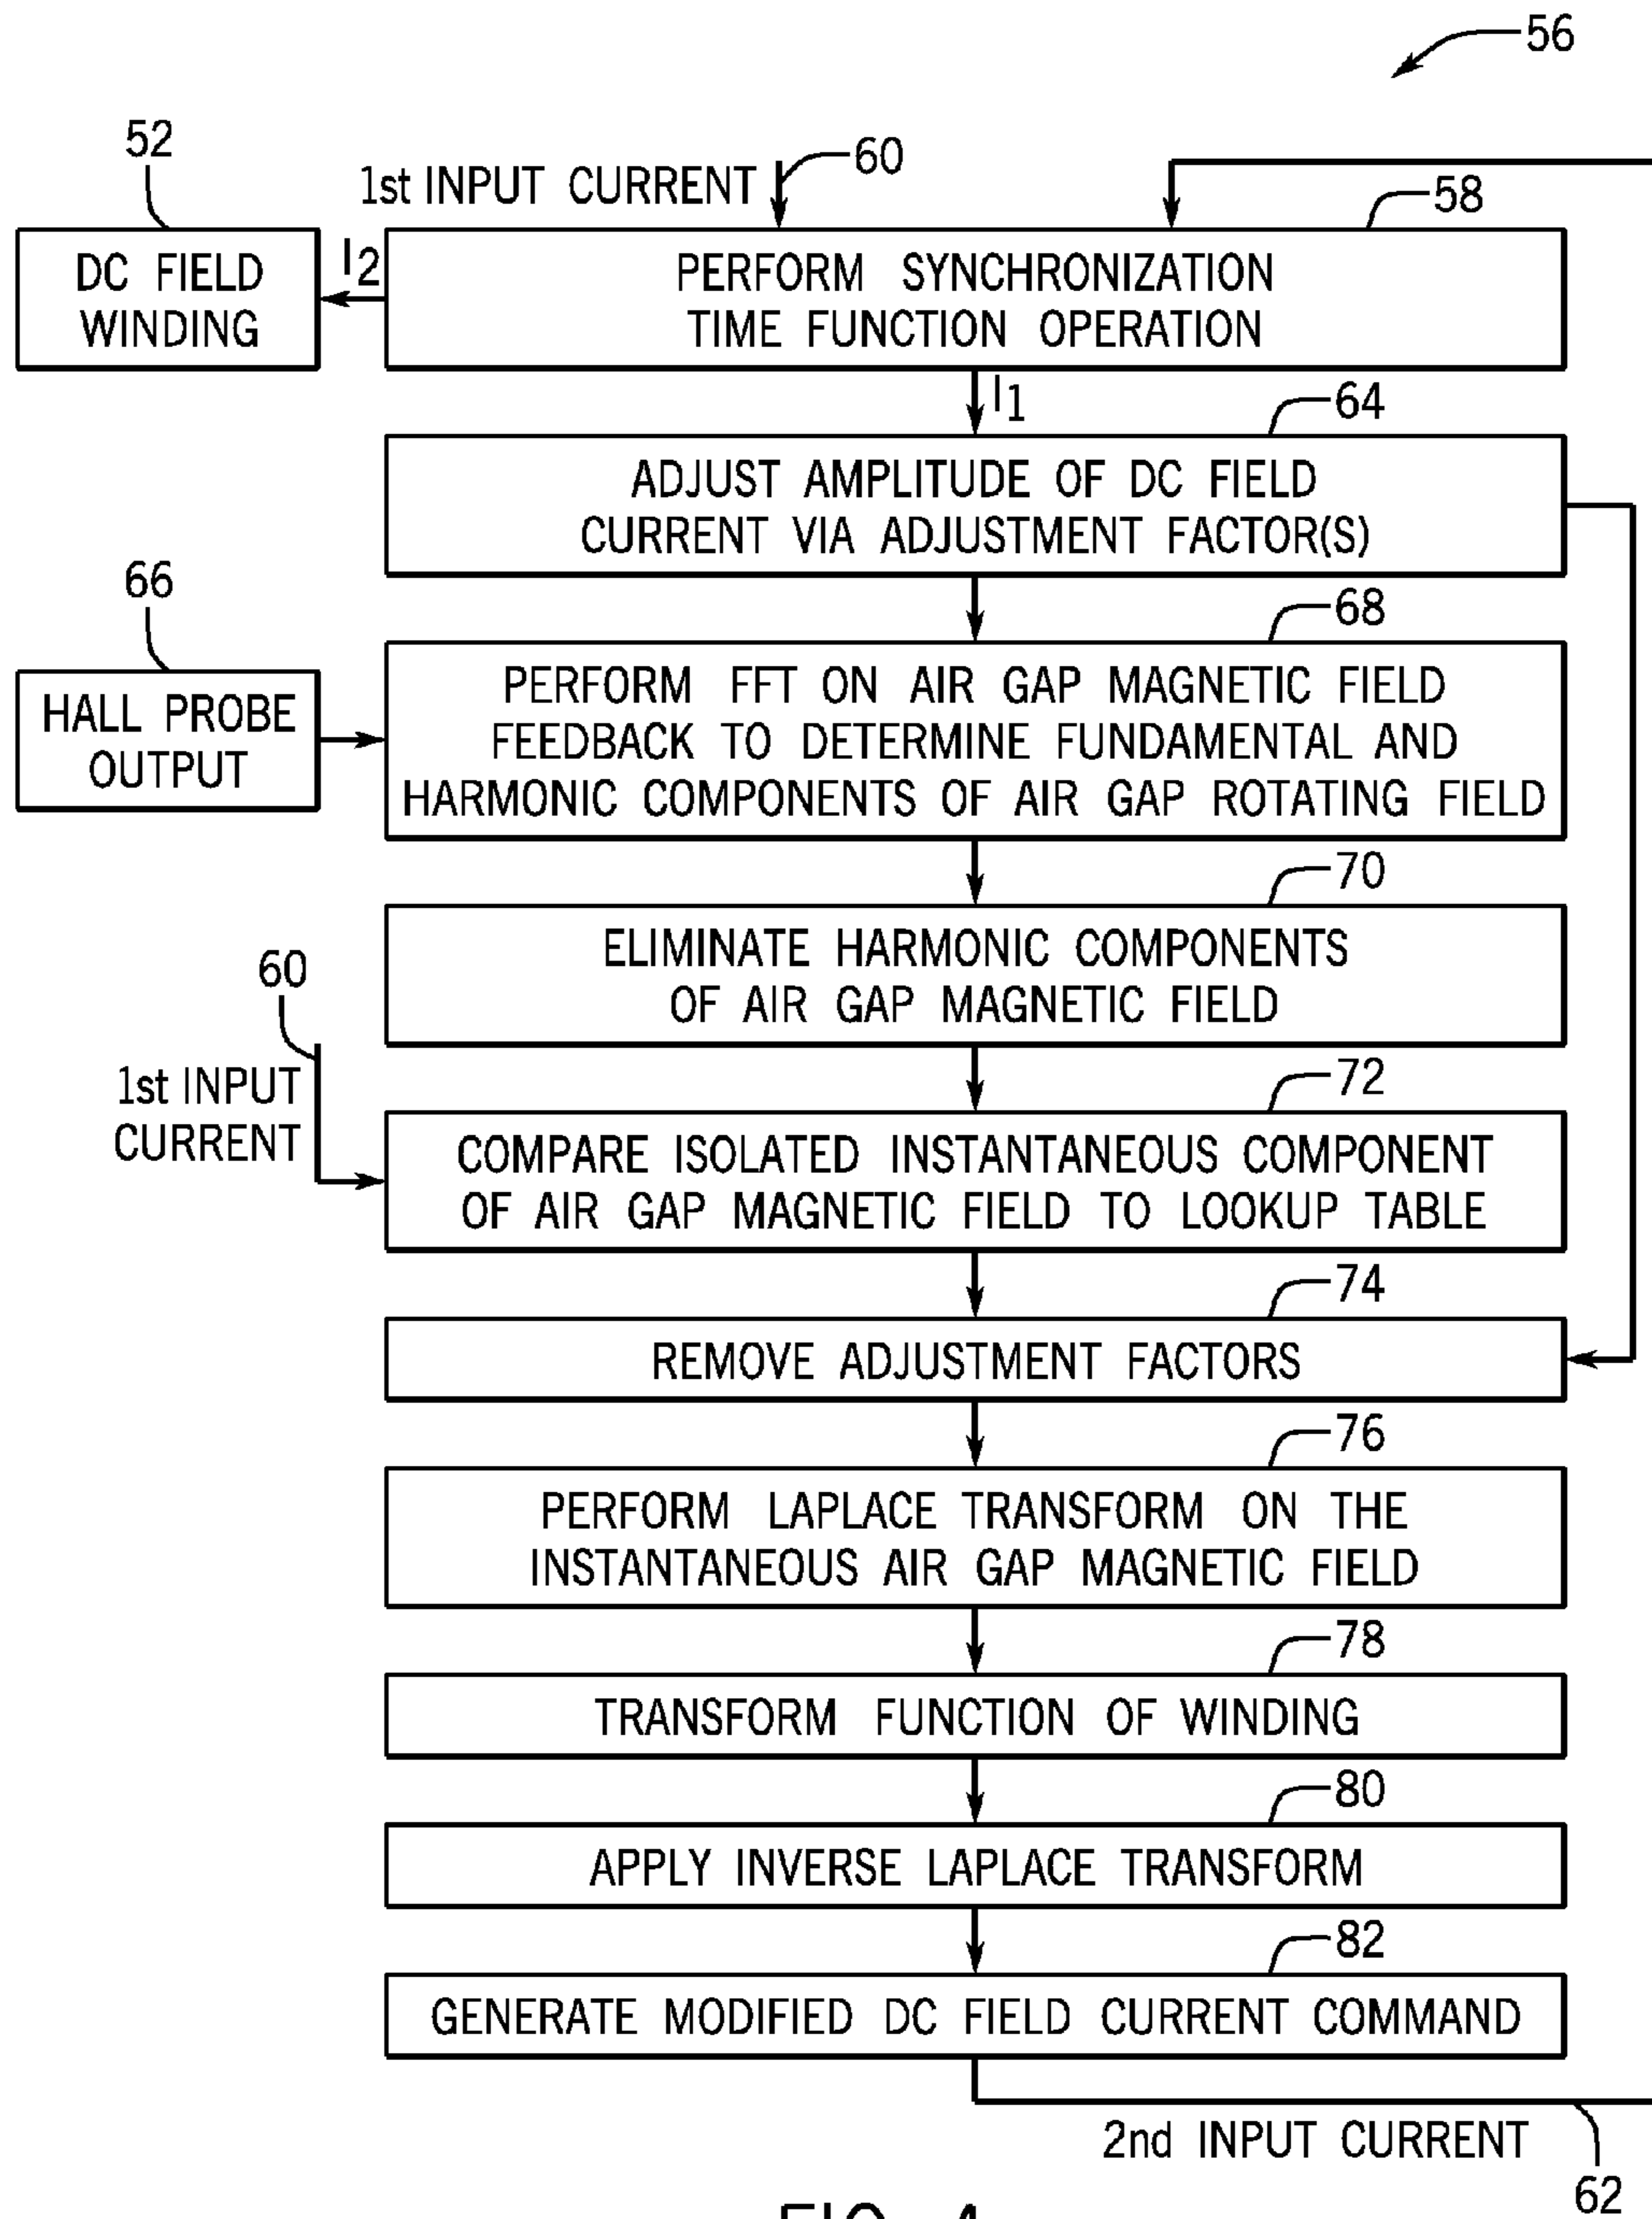 56
52
1st INPUT CURRENT
60
58
DC FIELD
WINDING
I2
PERFORM SYNCHRONIZATION
TIME FUNCTION OPERATION
I1
64
ADJUST AMPLITUDE OF DC FIELD
CURRENT VIA ADJUSTMENT FACTOR(S)
66
68
HALL PROBE
OUTPUT
PERFORM FFT ON AIR GAP MAGNETIC FIELD
FEEDBACK TO DETERMINE FUNDAMENTAL AND
HARMONIC COMPONENTS OF AIR GAP ROTATING FIELD
70
ELIMINATE HARMONIC COMPONENTS
OF AIR GAP MAGNETIC FIELD
60
1st INPUT
CURRENT
72
COMPARE ISOLATED INSTANTANEOUS COMPONENT
OF AIR GAP MAGNETIC FIELD TO LOOKUP TABLE
74
REMOVE ADJUSTMENT FACTORS
76
PERFORM LAPLACE TRANSFORM ON THE
INSTANTANEOUS AIR GAP MAGNETIC FIELD
78
TRANSFORM FUNCTION OF WINDING
80
APPLY INVERSE LAPLACE TRANSFORM
82
GENERATE MODIFIED DC FIELD CURRENT COMMAND
2nd INPUT CURRENT
62